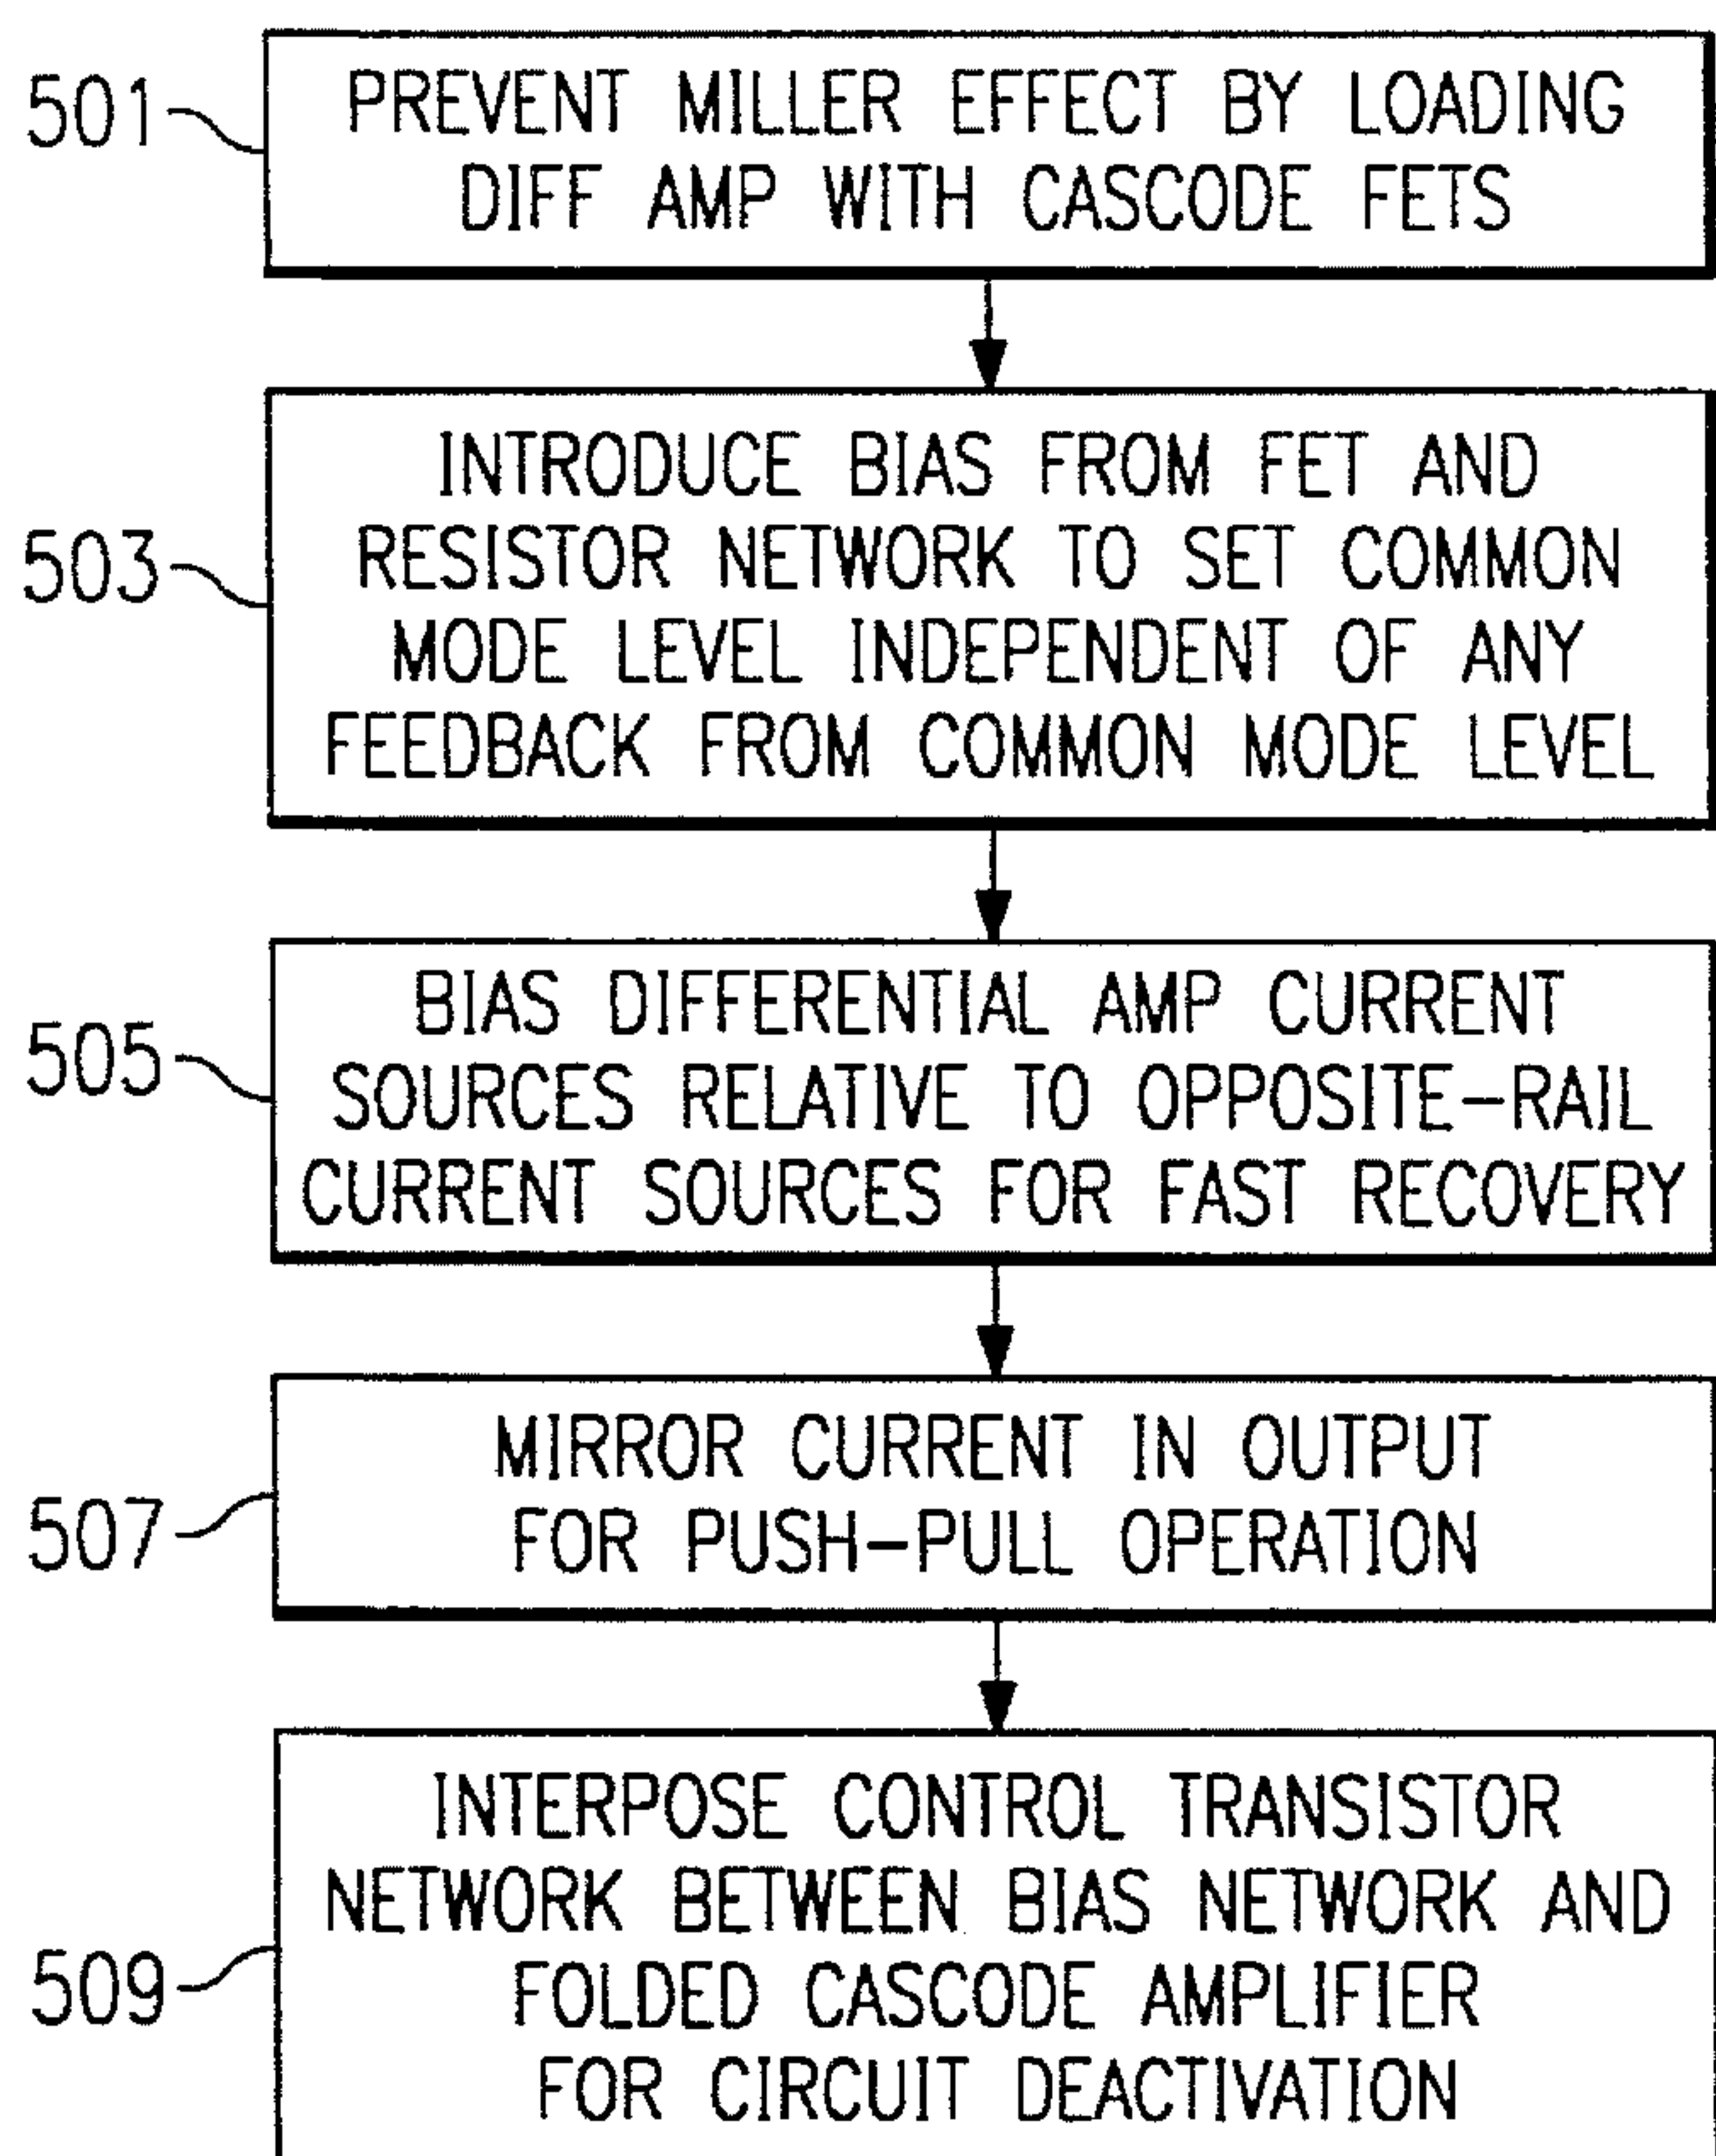 501
PREVENT MILLER EFFECT BY LOADING
DIFF AMP WITH CASCODE FETS
503
INTRODUCE BIAS FROM FET AND
RESISTOR NETWORK TO SET COMMON
MODE LEVEL INDEPENDENT OF ANY
FEEDBACK FROM COMMON MODE LEVEL
505
BIAS DIFFERENTIAL AMP CURRENT
SOURCES RELATIVE TO OPPOSITE-RAIL
CURRENT SOURCES FOR FAST RECOVERY
507
MIRROR CURRENT IN OUTPUT
FOR PUSH-PULL OPERATION
509
INTERPOSE CONTROL TRANSISTOR
NETWORK BETWEEN BIAS NETWORK AND
FOLDED CASCODE AMPLIFIER
FOR CIRCUIT DEACTIVATION